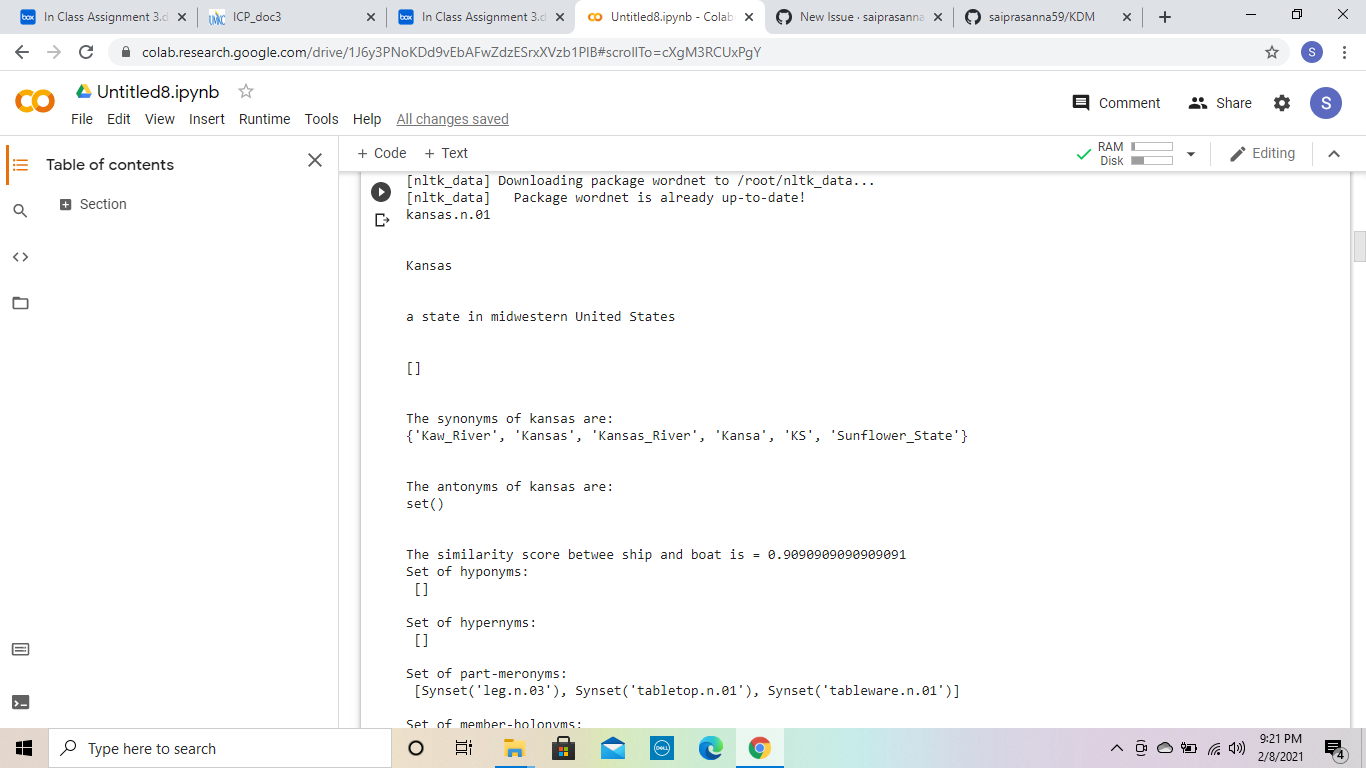 In Class Assignment 3.d
ICP_doc3
In Class Assignment 3.d
Untitled8.ipynb - Colab
New Issue · saiprasanna
saiprasanna59/KDM
colab.research.google.com/drive/1J6y3PNoKDd9vEbAFwZdzESrxXVzb1PlB#scrollTo=cXgM3RCUxPgY
S
Untitled8.ipynb
Comment
Share
S
File Edit View Insert Runtime Tools Help All changes saved
Table of contents
+ Code + Text
RAM
Disk
Editing
Section
[nltk_data] Downloading package wordnet to /root/nltk_data...
[nltk_data]   Package wordnet is already up-to-date!
kansas.n.01
Kansas
a state in midwestern United States
[]
The synonyms of kansas are:
{'Kaw_River', 'Kansas', 'Kansas_River', 'Kansa', 'KS', 'Sunflower_State'}
The antonyms of kansas are:
set()
The similarity score betwee ship and boat is = 0.9090909090909091
Set of hyponyms:
[]
Set of hypernyms:
[]
Set of part-meronyms:
[Synset('leg.n.03'), Synset('tabletop.n.01'), Synset('tableware.n.01')]
Set of member-holonyms:
Type here to search
9:21 PM
2/8/2021
4